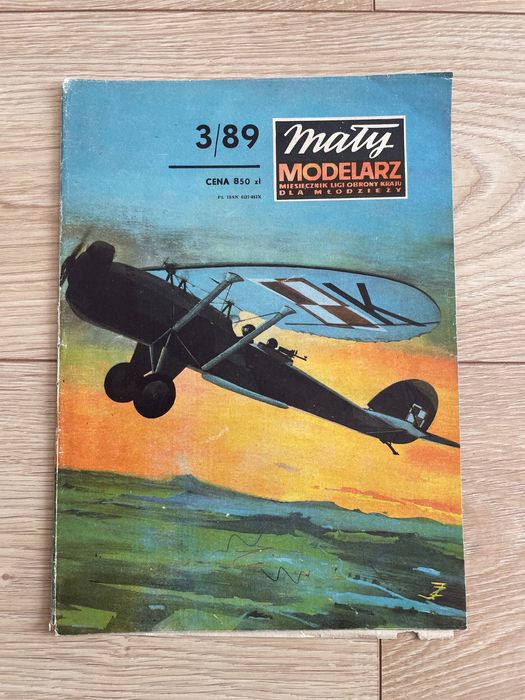 3/89
CENA 850 zł
Mały
MODELARZ
MIESIĘCZNIK LIGI OBRONY KRAJU
DLA MŁODZIEŻY
K